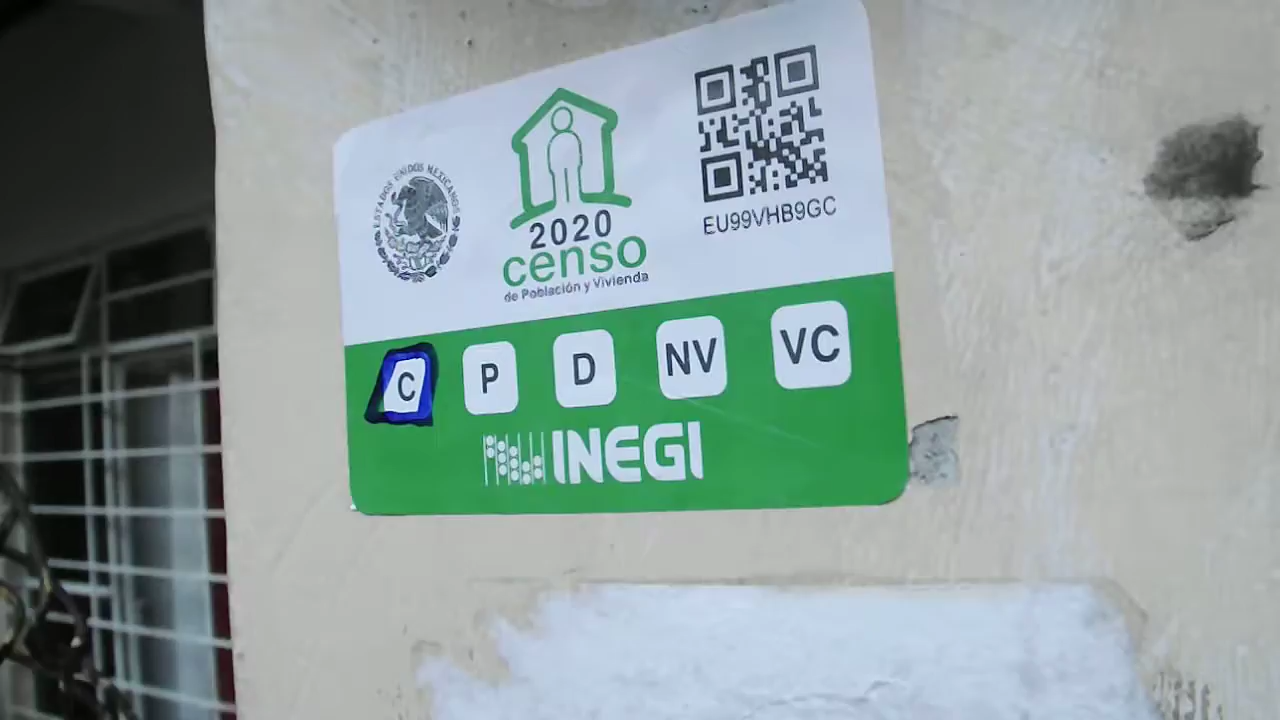 ESTADOS UNIDOS MEXICANOS
2020
censo
de Población y Vivienda
EU99VHB9GC
C P D NV VC
INEGI